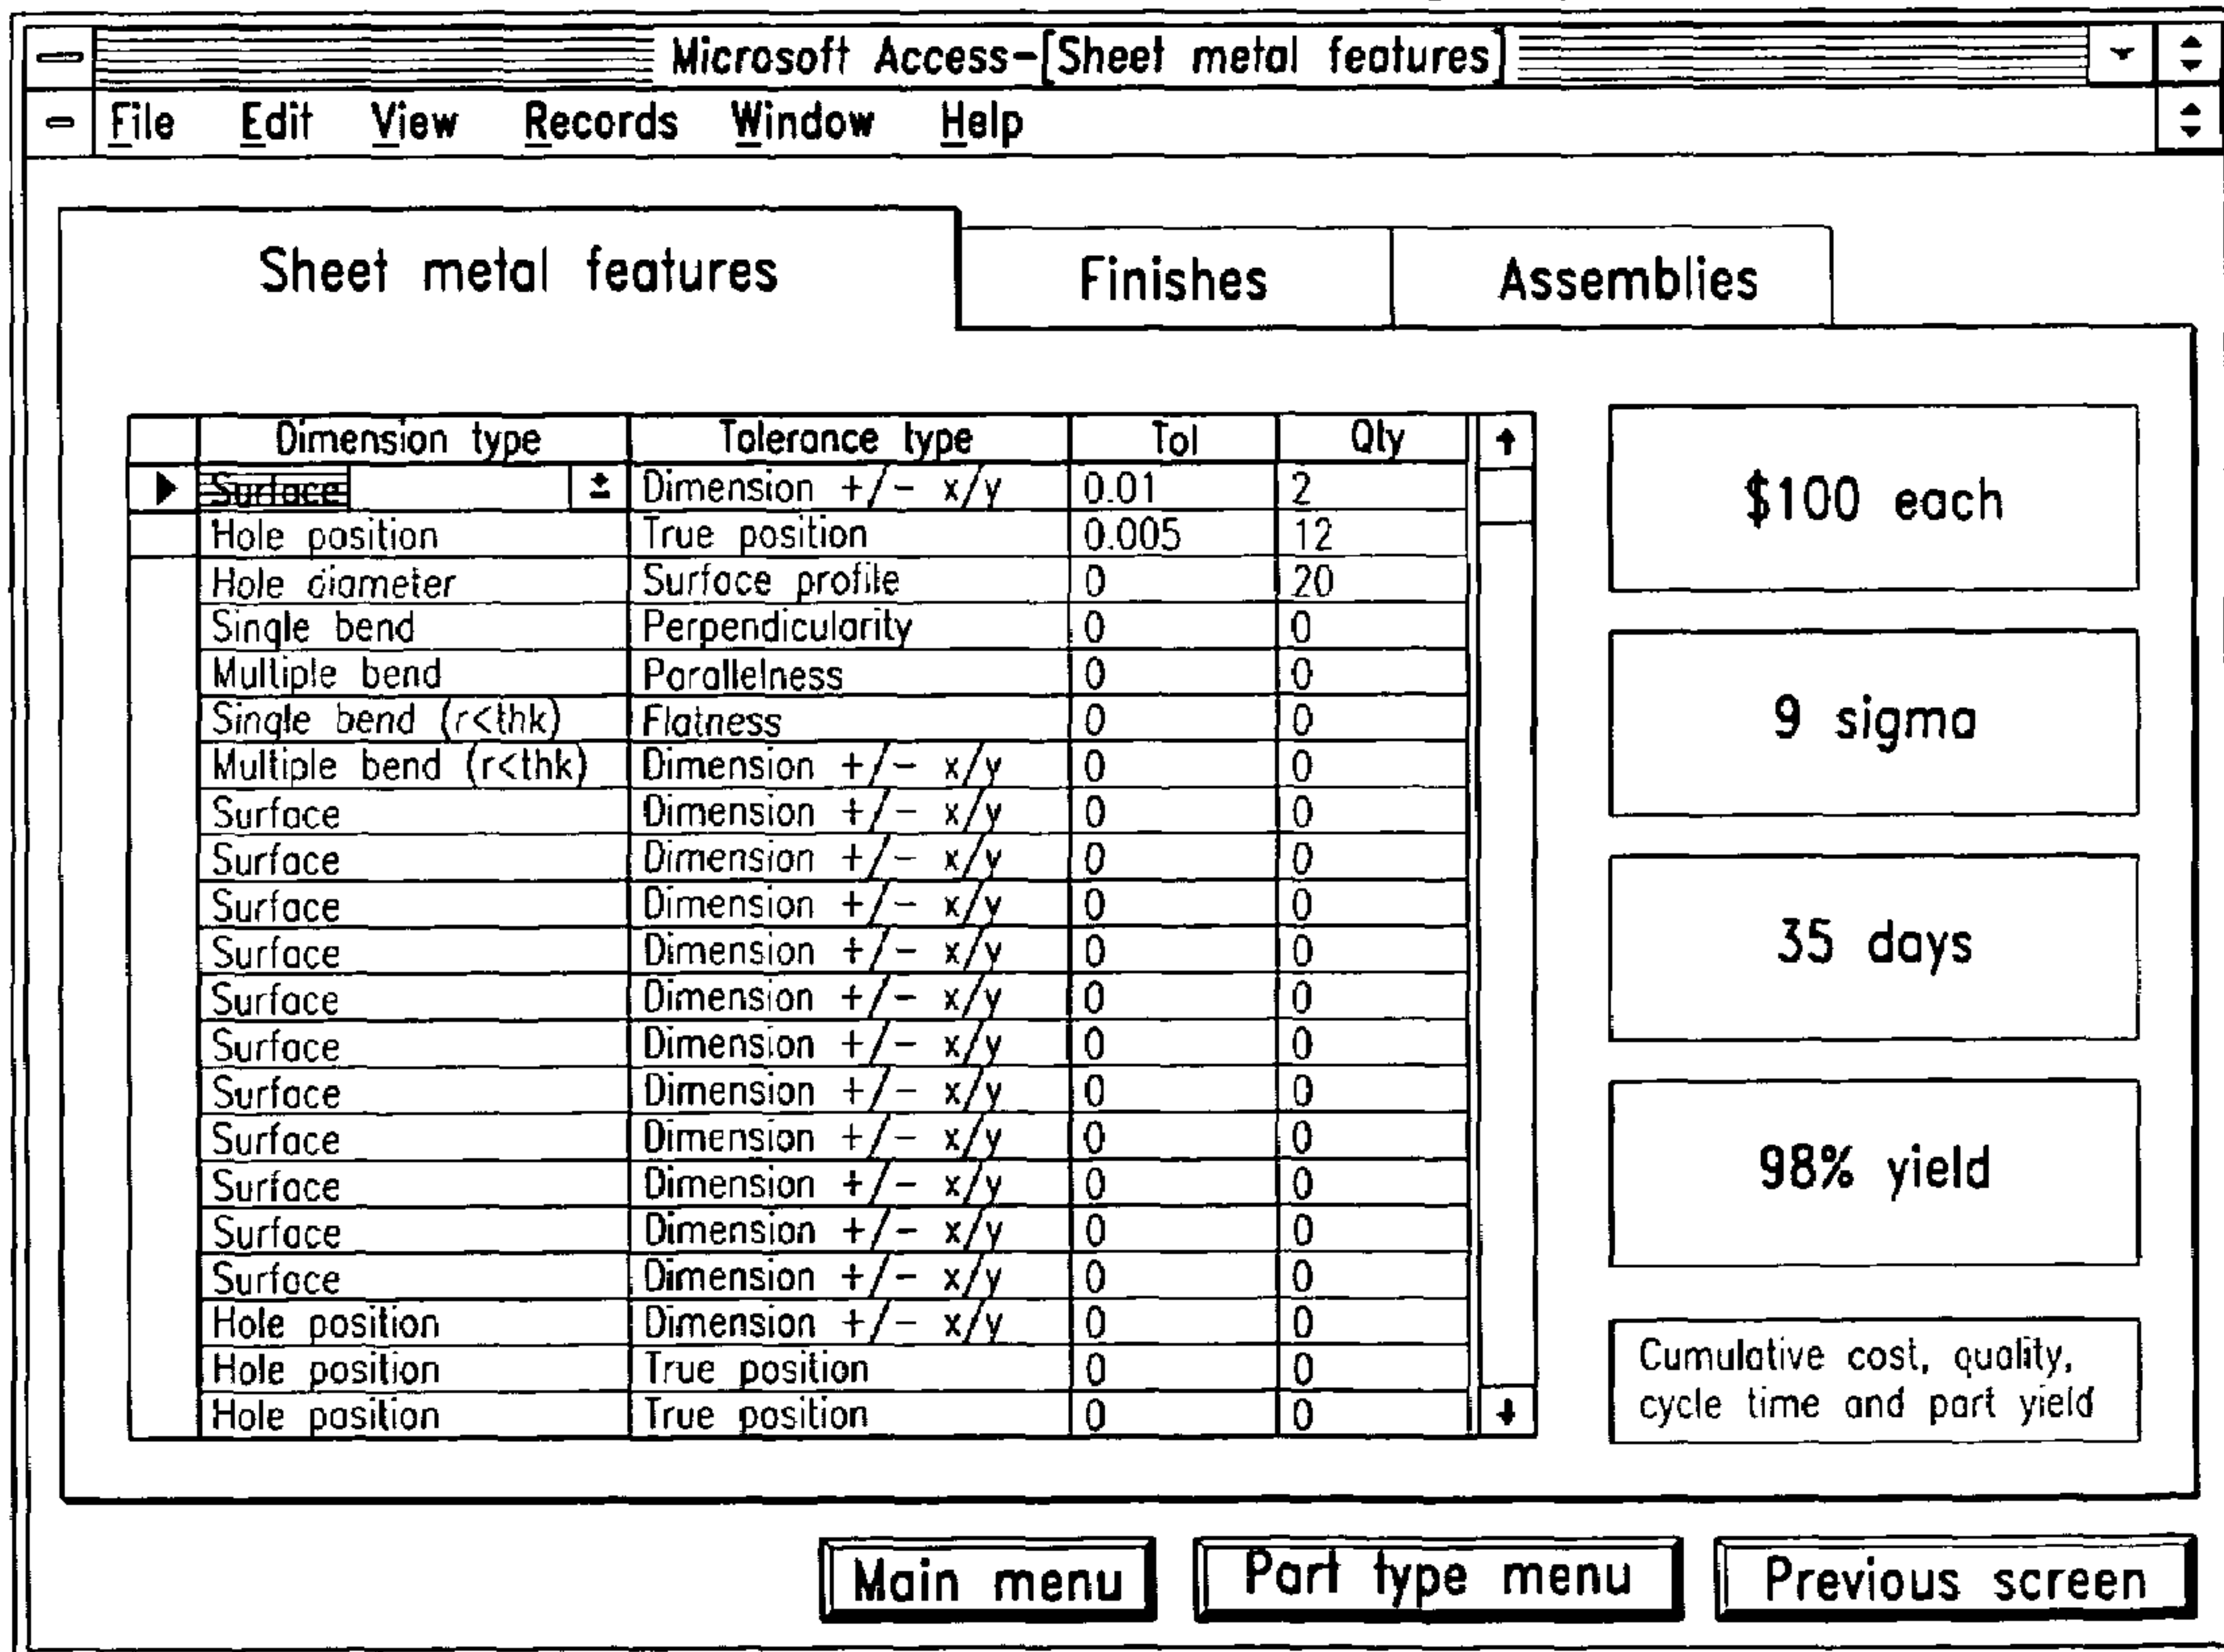 Microsoft Access-[Sheet metal features]
File Edit View Records Window Help
Sheet metal features Finishes Assemblies
Dimension type Tolerance type Tol Qty
Surface Dimension +/- x/y 0.01 2
Hole position True position 0.005 12
Hole diameter Surface profile 0 20
Single bend Perpendicularity 0 0
Multiple bend Parallelness 0 0
Single bend (r<thk) Flatness 0 0
Multiple bend (r<thk) Dimension +/- x/y 0 0
Surface Dimension +/- x/y 0 0
Surface Dimension +/- x/y 0 0
Surface Dimension +/- x/y 0 0
Surface Dimension +/- x/y 0 0
Surface Dimension +/- x/y 0 0
Surface Dimension +/- x/y 0 0
Surface Dimension +/- x/y 0 0
Surface Dimension +/- x/y 0 0
Surface Dimension +/- x/y 0 0
Surface Dimension +/- x/y 0 0
Surface Dimension +/- x/y 0 0
Hole position Dimension +/- x/y 0 0
Hole position True position 0 0
Hole position True position 0 0
$100 each
9 sigma
35 days
98% yield
Cumulative cost, quality,
cycle time and part yield
Main menu Part type menu Previous screen